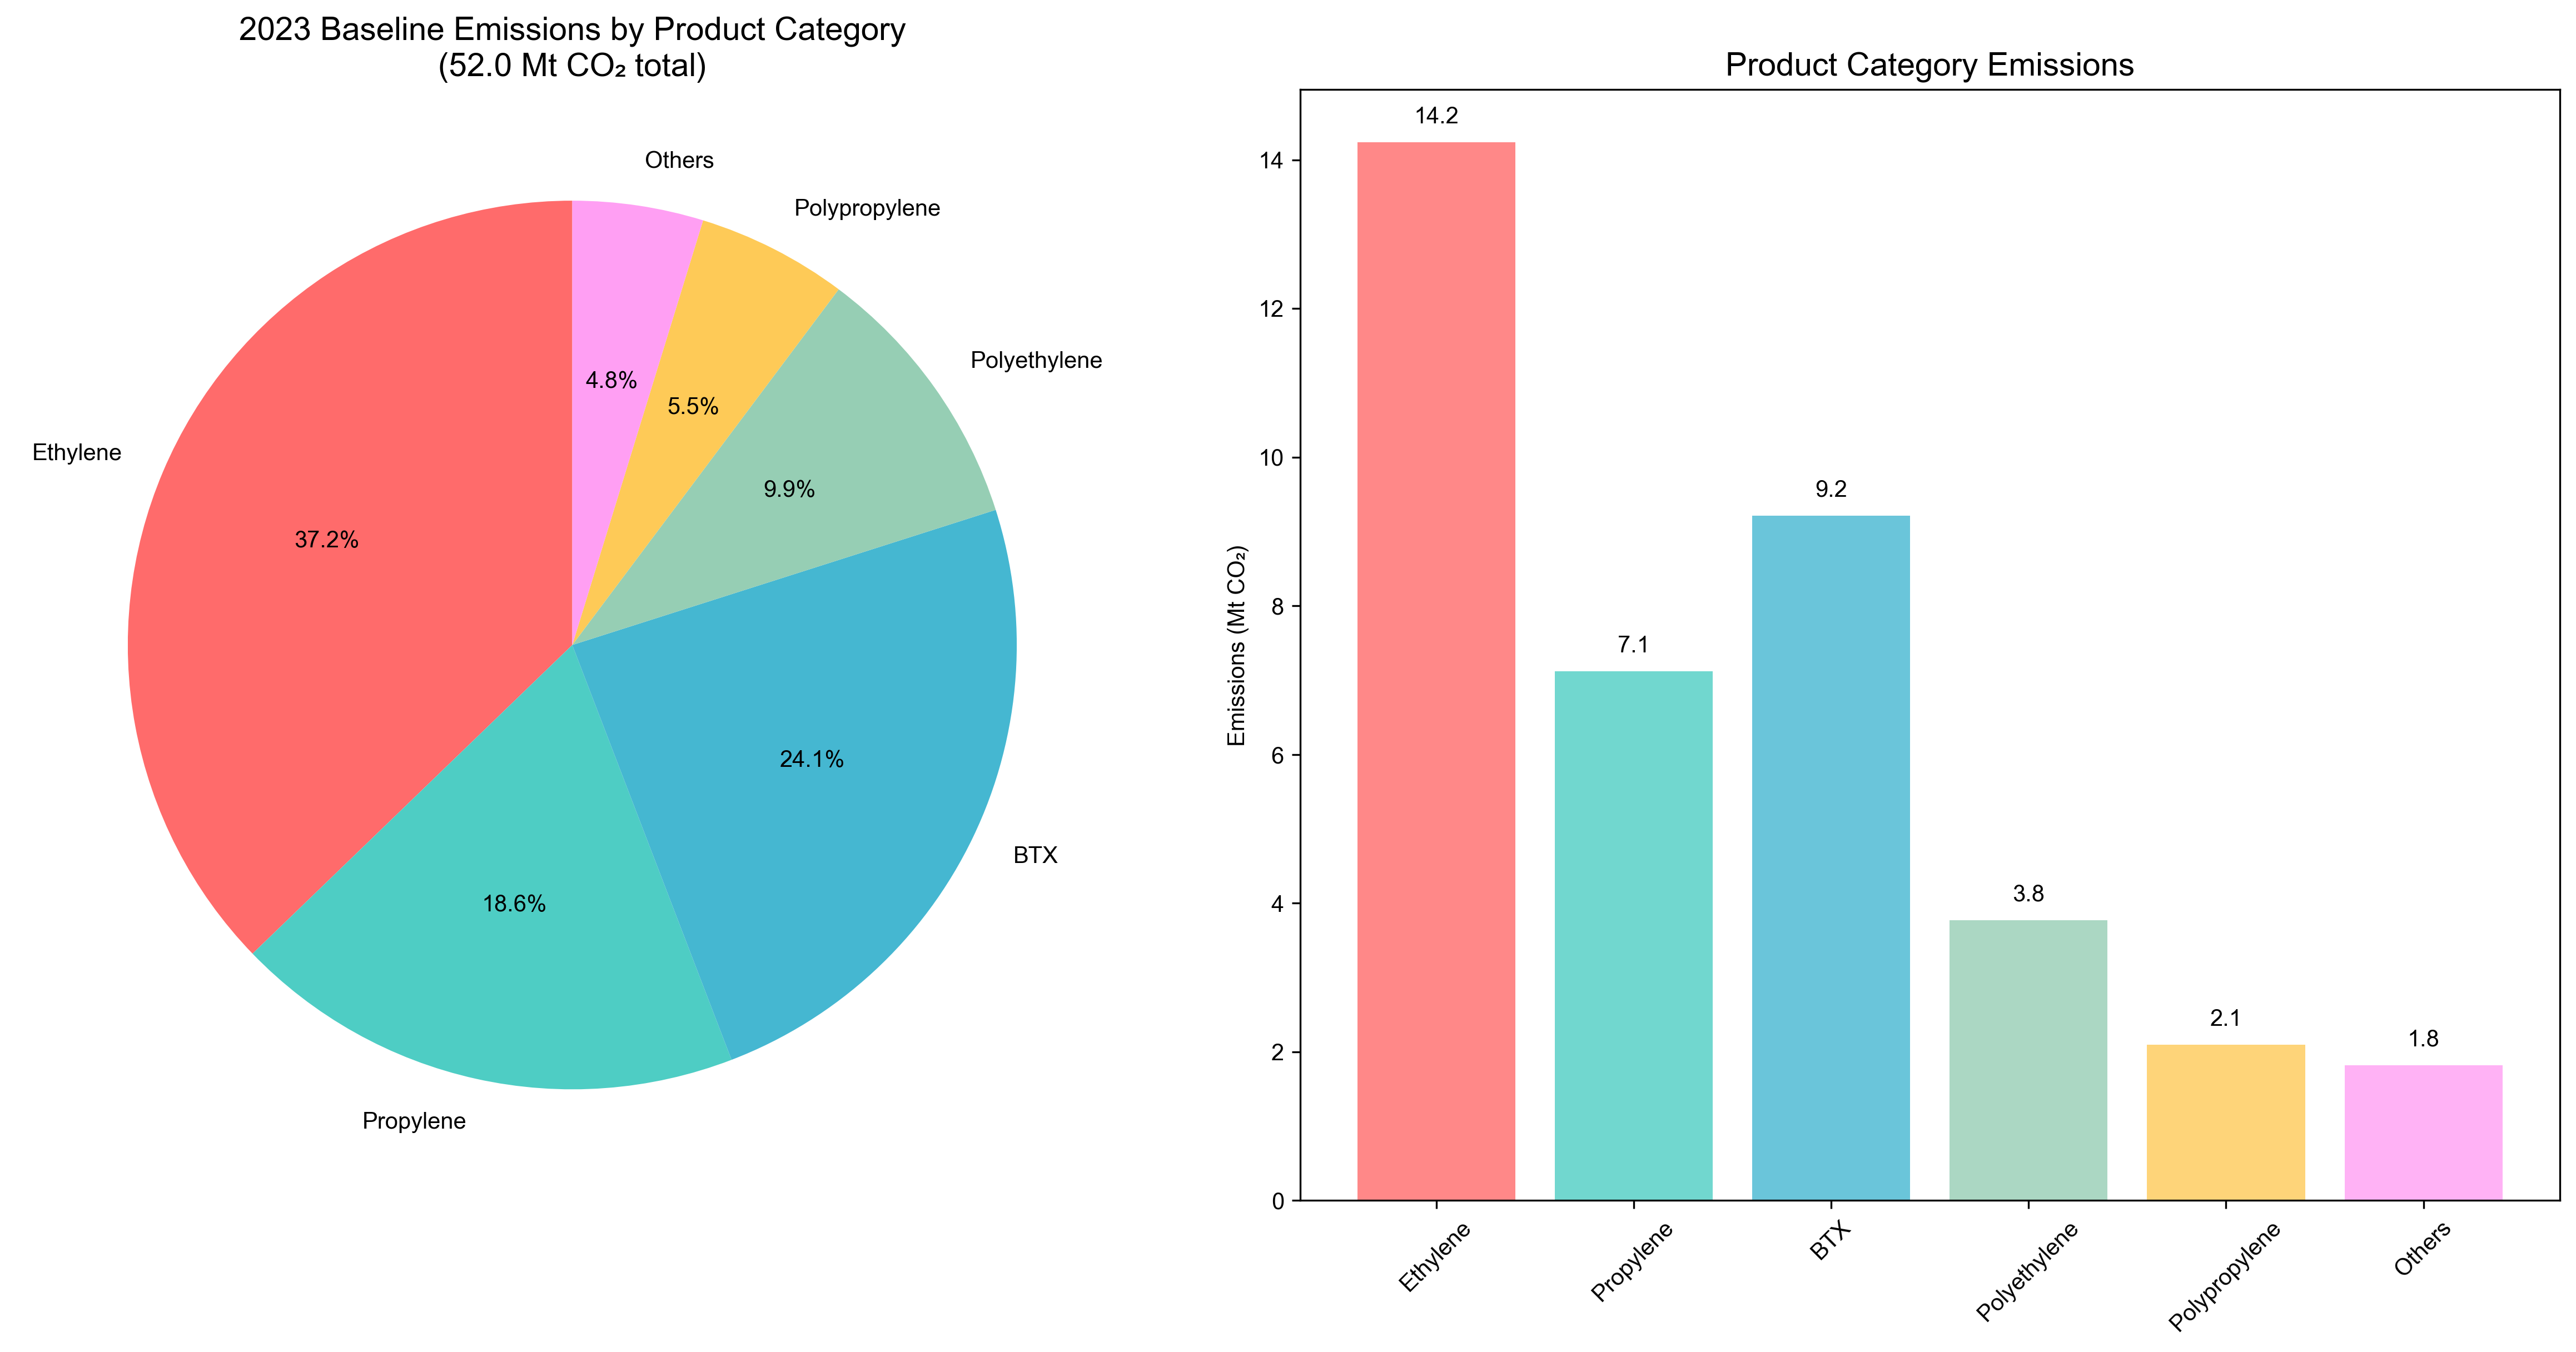 2023 Baseline Emissions by Product Category
(52.0 Mt CO₂ total)
Others
Polypropylene
Polyethylene
Ethylene
BTX
Propylene
4.8%
5.5%
9.9%
37.2%
24.1%
18.6%
Product Category Emissions
Emissions (Mt CO₂)
14
12
10
8
6
4
2
0
14.2
7.1
9.2
3.8
2.1
1.8
Ethylene
Propylene
BTX
Polyethylene
Polypropylene
Others